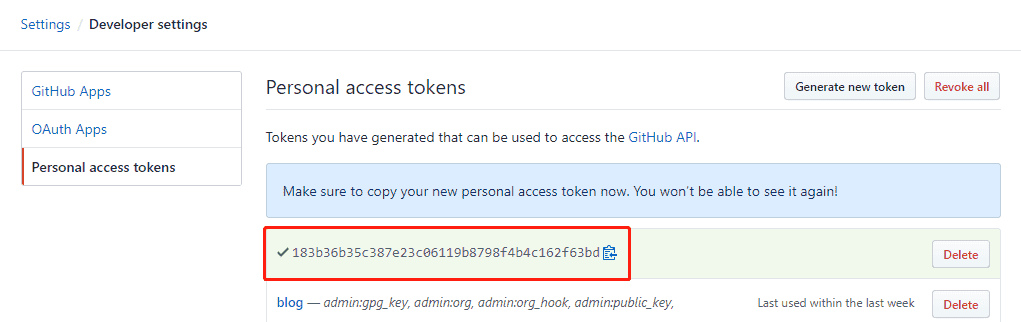 Settings / Developer settings
GitHub Apps
OAuth Apps
Personal access tokens
Personal access tokens
Generate new token
Revoke all
Tokens you have generated that can be used to access the GitHub API.
Make sure to copy your new personal access token now. You won't be able to see it again!
183b36b35c387e23c06119b8798f4b4c162f63bd
Delete
blog — admin:gpg_key, admin:org, admin:org_hook, admin:public_key,
Last used within the last week
Delete